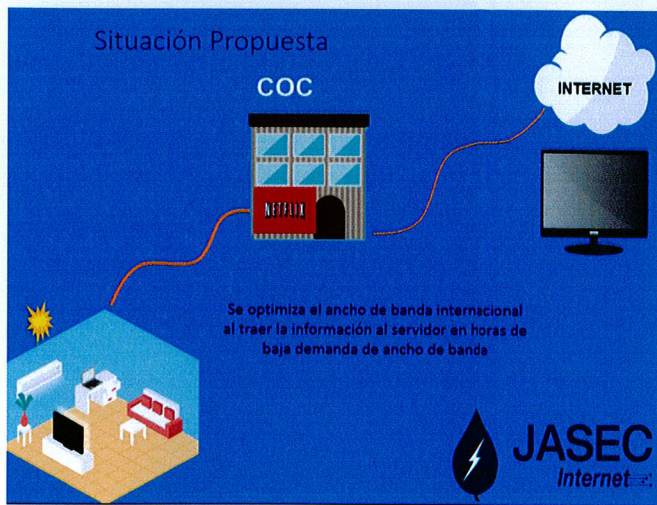 Situación Propuesta
COC
INTERNET
NETFLIX
Se optimiza el ancho de banda internacional
al traer la información al servidor en horas de
baja demanda de ancho de banda
JASEC
Internet